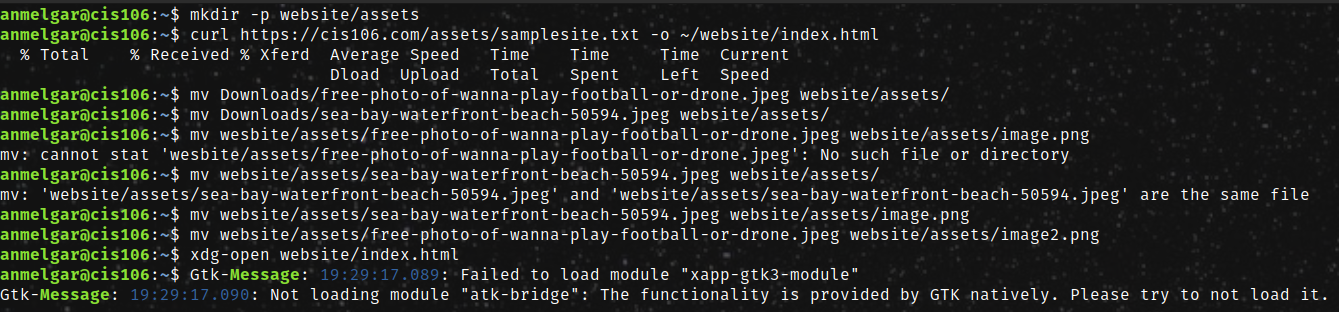 anmelgar@cis106:~$ mkdir -p website/assets
anmelgar@cis106:~$ curl https://cis106.com/assets/samplesite.txt -o ~/website/index.html
  % Total    % Received % Xferd  Average Speed   Time    Time     Time  Current
                                 Dload  Upload   Total   Spent    Left  Speed
anmelgar@cis106:~$ mv Downloads/free-photo-of-wanna-play-football-or-drone.jpeg website/assets/
anmelgar@cis106:~$ mv Downloads/sea-bay-waterfront-beach-50594.jpeg website/assets/
anmelgar@cis106:~$ mv wesbite/assets/free-photo-of-wanna-play-football-or-drone.jpeg website/assets/image.png
mv: cannot stat 'wesbite/assets/free-photo-of-wanna-play-football-or-drone.jpeg': No such file or directory
anmelgar@cis106:~$ mv website/assets/sea-bay-waterfront-beach-50594.jpeg website/assets/
mv: 'website/assets/sea-bay-waterfront-beach-50594.jpeg' and 'website/assets/sea-bay-waterfront-beach-50594.jpeg' are the same file
anmelgar@cis106:~$ mv website/assets/sea-bay-waterfront-beach-50594.jpeg website/assets/image.png
anmelgar@cis106:~$ mv website/assets/free-photo-of-wanna-play-football-or-drone.jpeg website/assets/image2.png
anmelgar@cis106:~$ xdg-open website/index.html
anmelgar@cis106:~$ Gtk-Message: 19:29:17.089: Failed to load module "xapp-gtk3-module"
Gtk-Message: 19:29:17.090: Not loading module "atk-bridge": The functionality is provided by GTK natively. Please try to not load it.